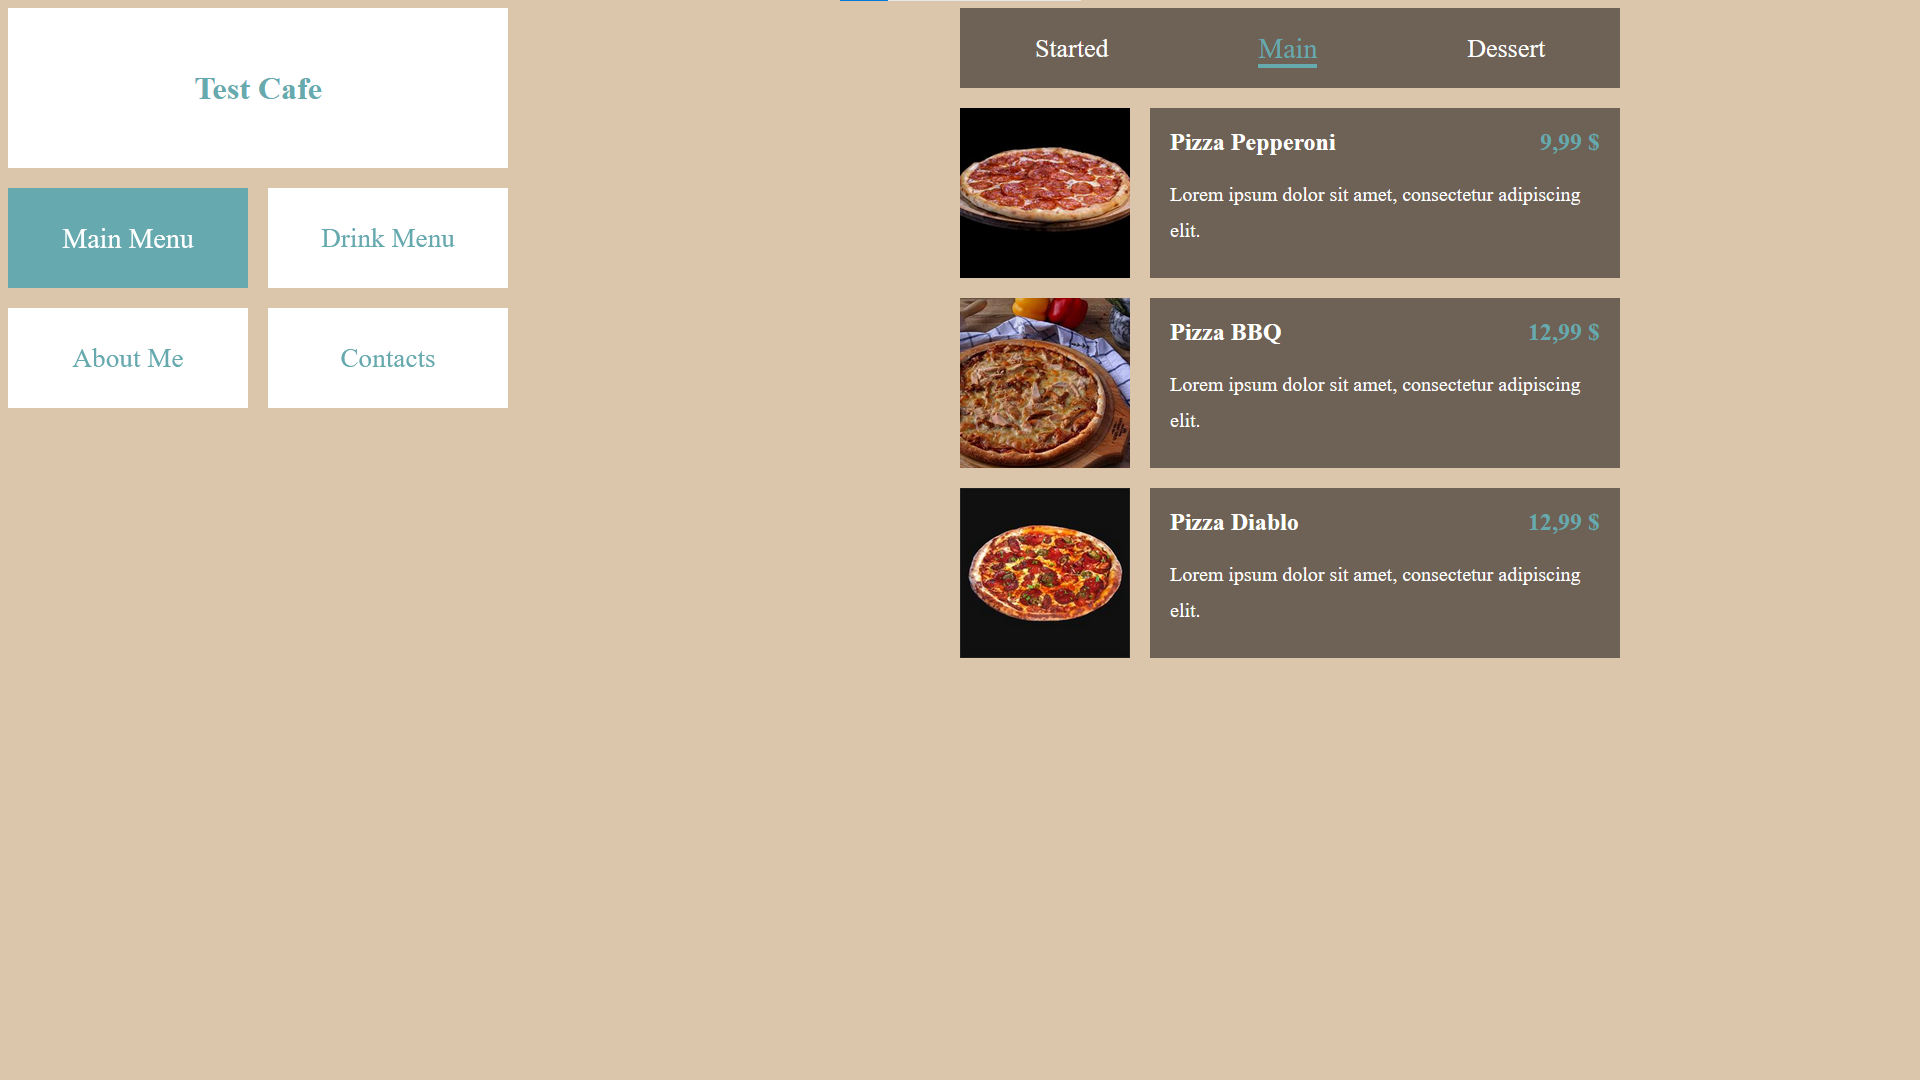 Test Cafe
Main Menu
Drink Menu
About Me
Contacts
Started
Main
Dessert
Pizza Pepperoni
9,99 $
Lorem ipsum dolor sit amet, consectetur adipiscing
elit.
Pizza BBQ
12,99 $
Lorem ipsum dolor sit amet, consectetur adipiscing
elit.
Pizza Diablo
12,99 $
Lorem ipsum dolor sit amet, consectetur adipiscing
elit.